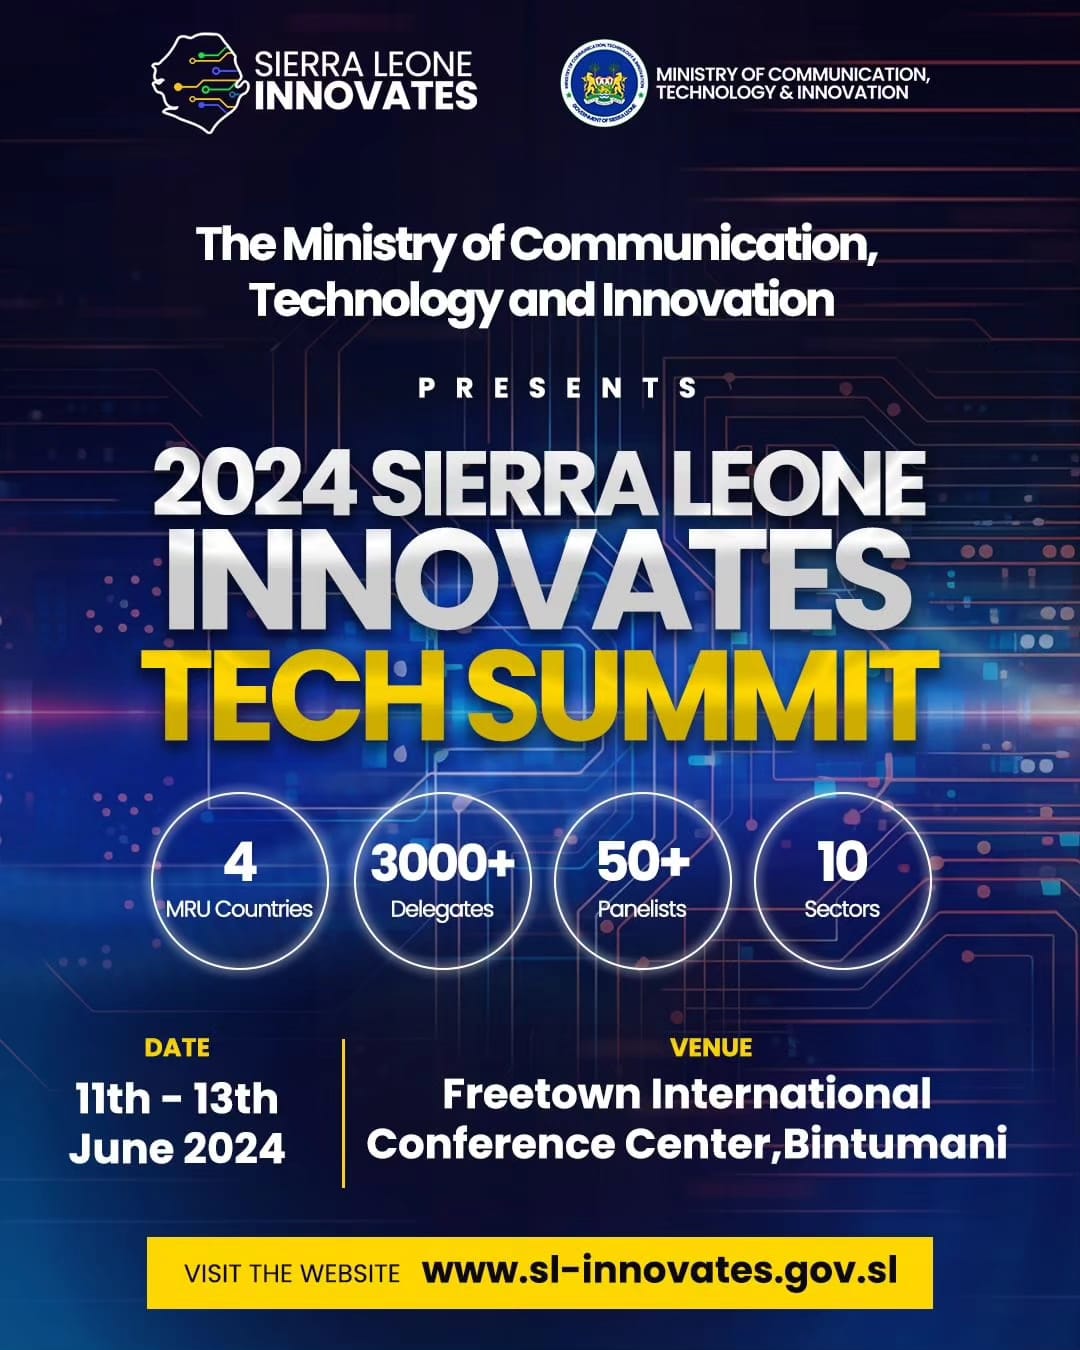 SIERRA LEONE
INNOVATES
MINISTRY OF COMMUNICATION,
TECHNOLOGY & INNOVATION
The Ministry of Communication,
Technology and Innovation
PRESENTS
2024 SIERRA LEONE
INNOVATES
TECH SUMMIT
4
MRU Countries
3000+
Delegates
50+
Panelists
10
Sectors
DATE
11th - 13th
June 2024
VENUE
Freetown International
Conference Center,Bintumani
VISIT THE WEBSITE www.sl-innovates.gov.sl